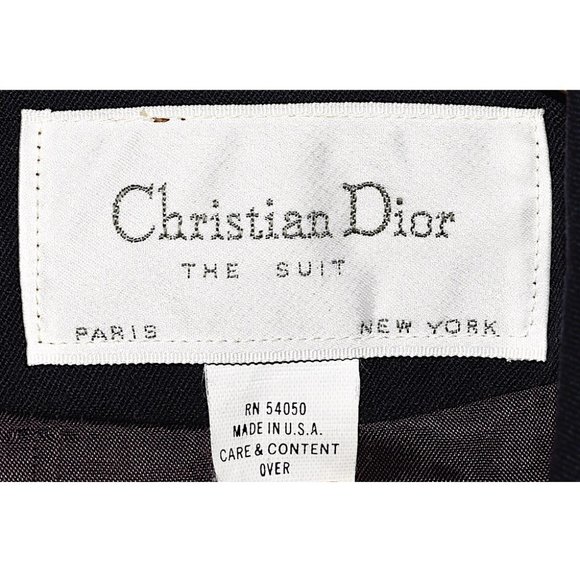 Christian Dior
THE SUIT
PARIS NEW YORK
RN 54050
MADE IN U.S.A.
CARE & CONTENT
OVER